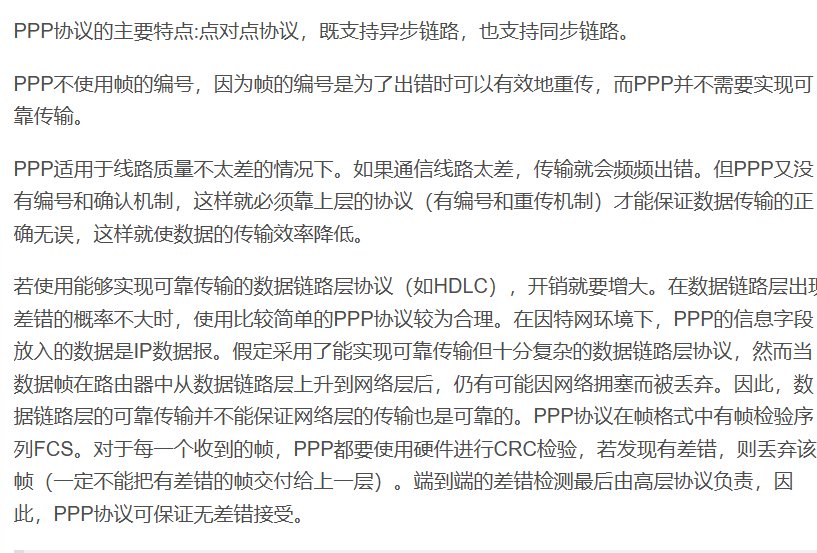 PPP协议的主要特点:点对点协议，既支持异步链路，也支持同步链路。
PPP不使用帧的编号，因为帧的编号是为了出错时可以有效地重传，而PPP并不需要实现可
靠传输。
PPP适用于线路质量不太差的情况下。如果通信线路太差，传输就会频频出错。但PPP又没
有编号和确认机制，这样就必须靠上层的协议（有编号和重传机制）才能保证数据传输的正
确无误，这样就使数据的传输效率降低。
若使用能够实现可靠传输的数据链路层协议（如HDLC），开销就要增大。在数据链路层出现
差错的概率不大时，使用比较简单的PPP协议较为合理。在因特网环境下，PPP的信息字段
放入的数据是IP数据报。假定采用了能实现可靠传输但十分复杂的数据链路层协议，然而当
数据帧在路由器中从数据链路层上升到网络层后，仍有可能因网络拥塞而被丢弃。因此，数
据链路层的可靠传输并不能保证网络层的传输也是可靠的。PPP协议在帧格式中有帧检验序
列FCS。对于每一个收到的帧，PPP都要使用硬件进行CRC检验，若发现有差错，则丢弃该
帧（一定不能把有差错的帧交付给上一层）。端到端的差错检测最后由高层协议负责，因
此，PPP协议可保证无差错接受。